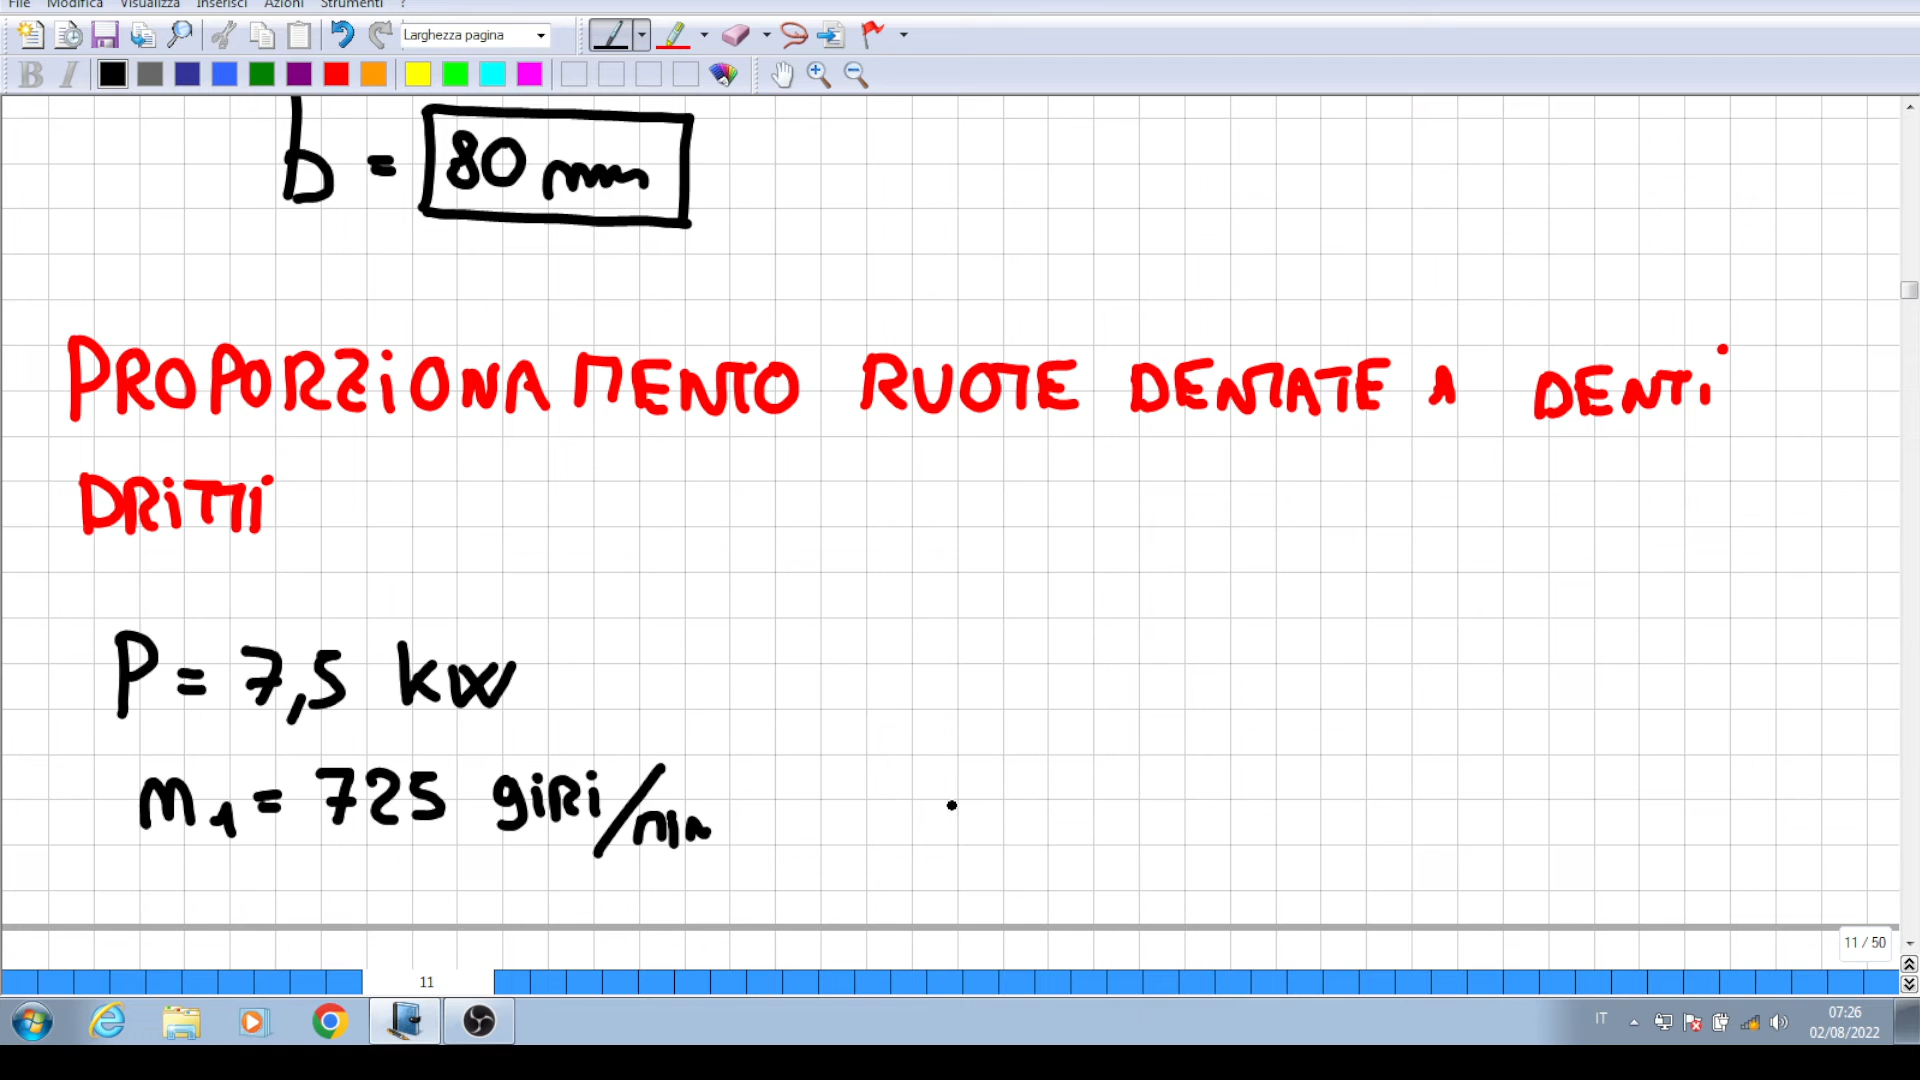 File Modifica Visualizza Inserisci Azioni Strumenti ?
Larghezza pagina
B I
b = 80 mm
PROPORZIONAMENTO RUOTE DENTATE A DENTI
DRITTI
P = 7,5 kW
n1 = 725 giri/min
11 / 50
11
IT
07:26
02/08/2022